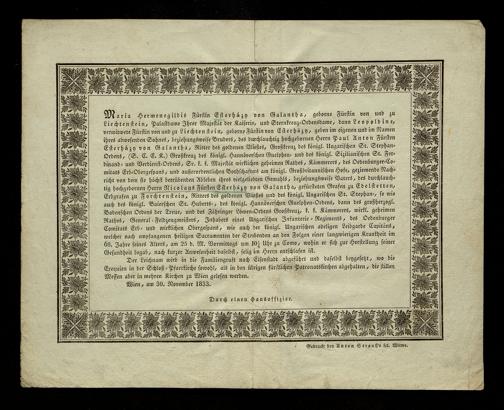 Maria Hermenegildis Fürstin Esterházy von Galantha, geborne Fürstin von und zu
Liechtenstein, Palastdame Ihrer Majestät der Kaiserin, und Sternkreuz-Ordensdame, dann Leopoldine,
verwitwete Fürstin von und zu Liechtenstein, geborne Fürstin von Esterházy, geben im eigenen und im Namen
ihres abwesenden Sohnes, beziehungsweise Bruders, des durchlauchtig hochgebornen Herrn Paul Anton Fürsten
Esterházy von Galantha, Ritter des goldenen Vließes, Großkreuz des königl. Ungarischen St. Stephan-
Ordens, (S. C. E. K.) Großkreuz des königl. Hannöverschen Guelphen- und des königl. Sizilianischen St. Fer-
dinands- und Verdienst-Ordens, Sr. k. k. Majestät wirklichen geheimen Rathes, Kämmerers, des Oedenburger-Co-
mitats Erb-Obergespans, und außerordentlichen Bothschafters am königl. Großbritannischen Hofe, geziemende Nach-
richt von dem sie höchst betrübenden Ableben ihres vielgeliebten Gemahls, beziehungsweise Vaters, des durchlauch-
tig hochgebornen Herrn Nicolaus Fürsten Esterházy von Galantha, gefürsteten Grafen zu Edelstetten,
Erbgrafen zu Forchtenstein, Ritters des goldenen Vließes und des königl. Ungarischen St. Stephan-, so wie
auch des königl. Baierischen St. Huberts-, des königl. Hannöverschen Guelphen-Ordens, dann des großherzogl.
Badenschen Ordens der Treue, und des Zähringer Löwen-Ordens Großkreuz, k. k. Kämmerers, wirkl. geheimen
Rathes, General-Feldzeugmeisters, Inhabers eines Ungarischen Infanterie-Regiments, des Oedenburger
Comitats Erb- und wirklichen Obergespans, wie auch der königl. Ungarischen adeligen Leibgarde Capitäns,
welcher nach empfangenen heiligen Sacramenten der Sterbenden an den Folgen einer langwierigen Krankheit im
68. Jahre seines Alters, am 25. d. M. Vormittags um 10½ Uhr zu Como, wohin er sich zur Herstellung seiner
Gesundheit begab, nach kurzer Anwesenheit daselbst, selig im Herrn entschlafen ist.
Der Leichnam wird in die Familiengruft nach Eisenstadt abgeführt und daselbst beygesetzt, wo die
Exequien in der Schloß-Pfarrkirche sowohl, als in den übrigen fürstlichen Patronatskirchen abgehalten, die stillen
Messen aber in mehren Kirchen zu Wien gelesen werden.
Wien, am 30. November 1833.
Durch einen Hausoffizier.
Gedruckt bey Anton Strauß's sel. Witwe.